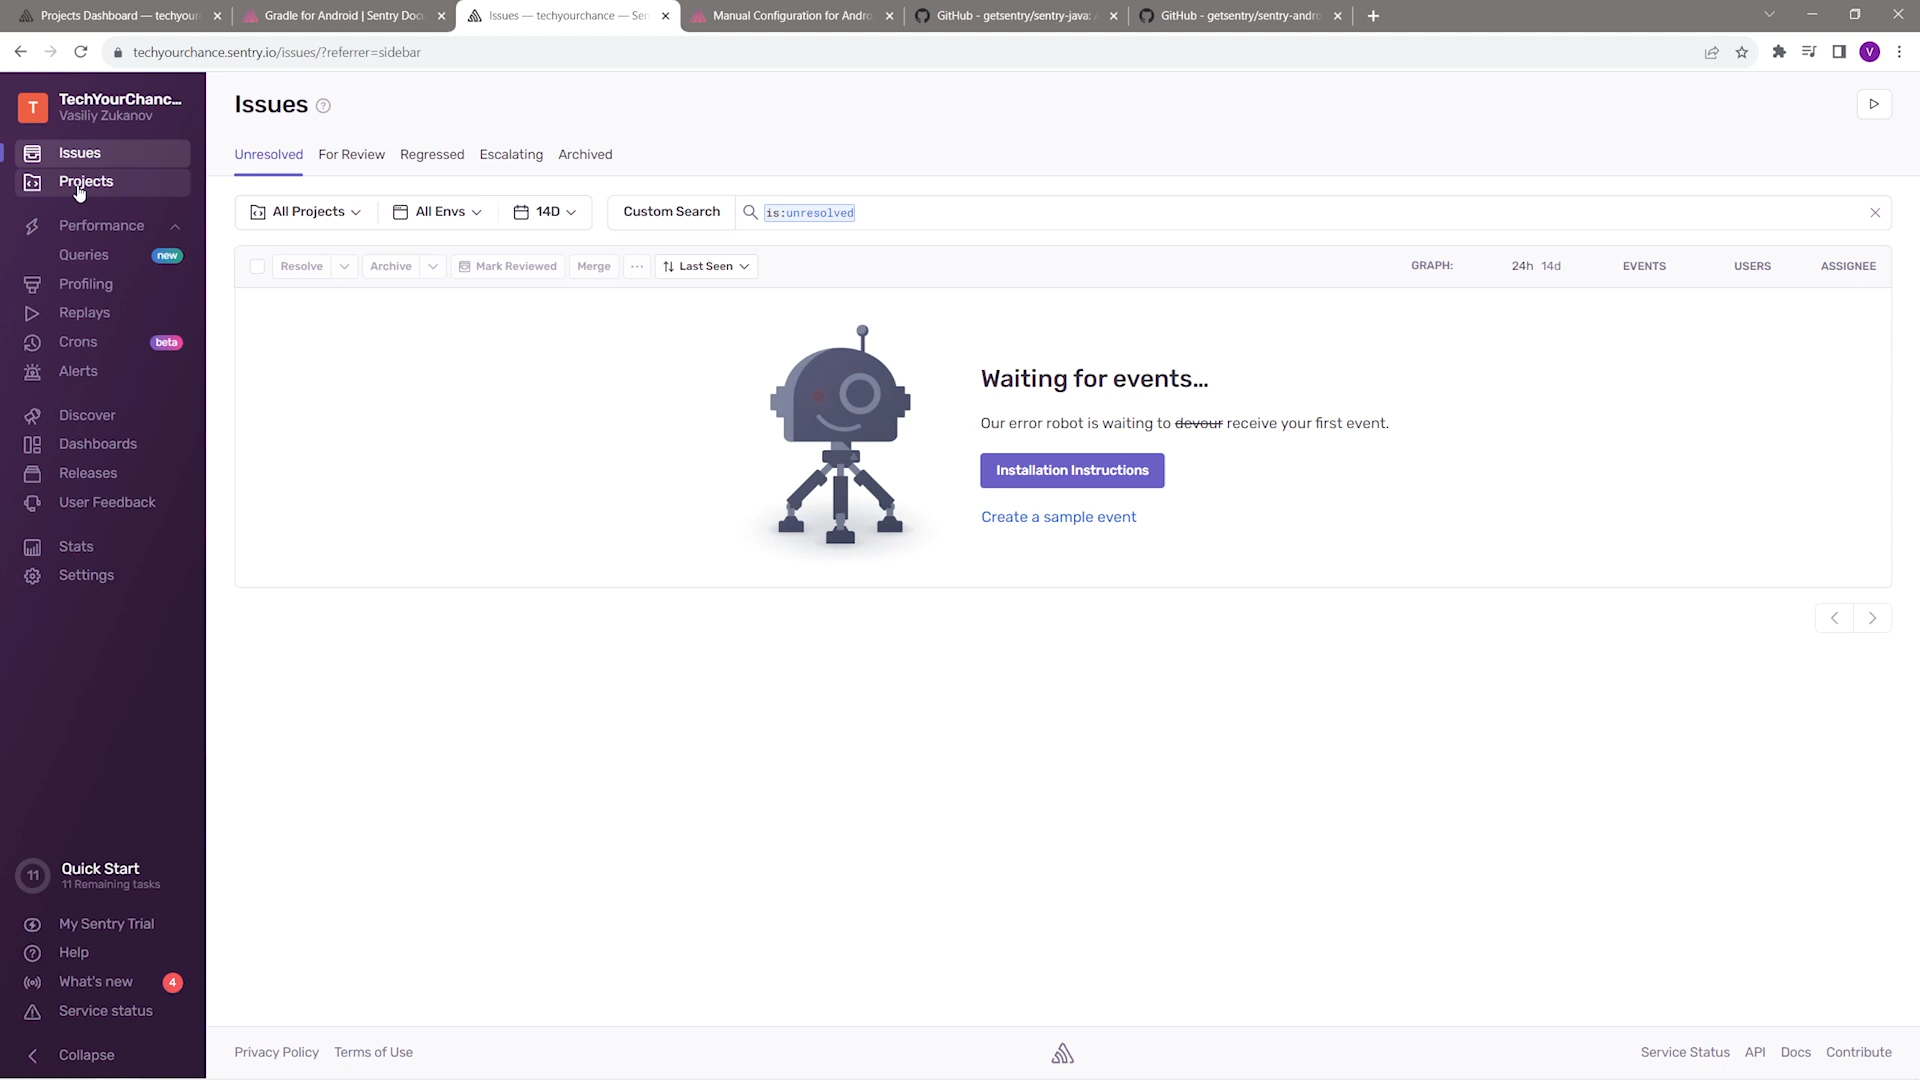 Projects Dashboard — techyour
Gradle for Android | Sentry Docu
Issues — techyourchance — Sen
Manual Configuration for Andro
GitHub - getsentry/sentry-java: A
GitHub - getsentry/sentry-andro
techyourchance.sentry.io/issues/?referrer=sidebar
V
T
TechYourChanc...
Vasiliy Zukanov
Issues
Projects
Performance
Queries
new
Profiling
Replays
Crons
beta
Alerts
Discover
Dashboards
Releases
User Feedback
Stats
Settings
11
Quick Start
11 Remaining tasks
My Sentry Trial
Help
What's new
4
Service status
Collapse
Issues ?
Unresolved For Review Regressed Escalating Archived
All Projects
All Envs
14D
Custom Search
is:unresolved
Resolve
Archive
Mark Reviewed
Merge
Last Seen
GRAPH: 24h 14d EVENTS USERS ASSIGNEE
Waiting for events...
Our error robot is waiting to devour receive your first event.
Installation Instructions
Create a sample event
Privacy Policy Terms of Use
Service Status API Docs Contribute